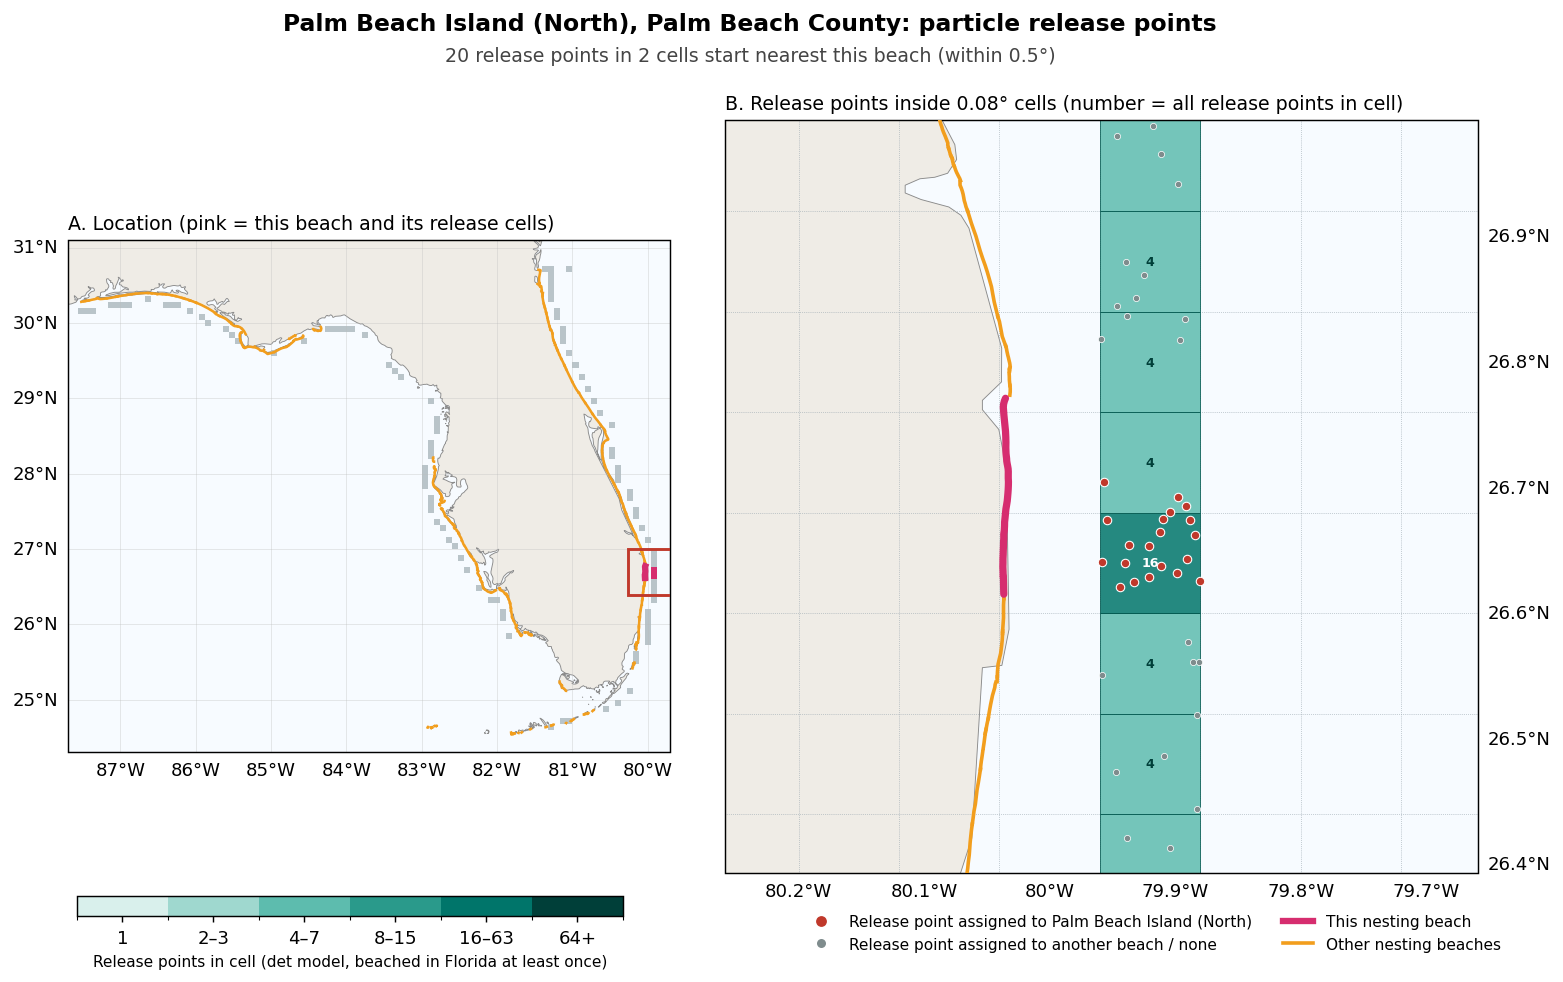 Palm Beach Island (North), Palm Beach County: particle release points
20 release points in 2 cells start nearest this beach (within 0.5°)
A. Location (pink = this beach and its release cells)
31°N
30°N
29°N
28°N
27°N
26°N
25°N
87°W 86°W 85°W 84°W 83°W 82°W 81°W 80°W
1 2–3 4–7 8–15 16–63 64+
Release points in cell (det model, beached in Florida at least once)
B. Release points inside 0.08° cells (number = all release points in cell)
4
4
4
16
4
4
26.9°N
26.8°N
26.7°N
26.6°N
26.5°N
26.4°N
80.2°W 80.1°W 80°W 79.9°W 79.8°W 79.7°W
Release point assigned to Palm Beach Island (North)
Release point assigned to another beach / none
This nesting beach
Other nesting beaches